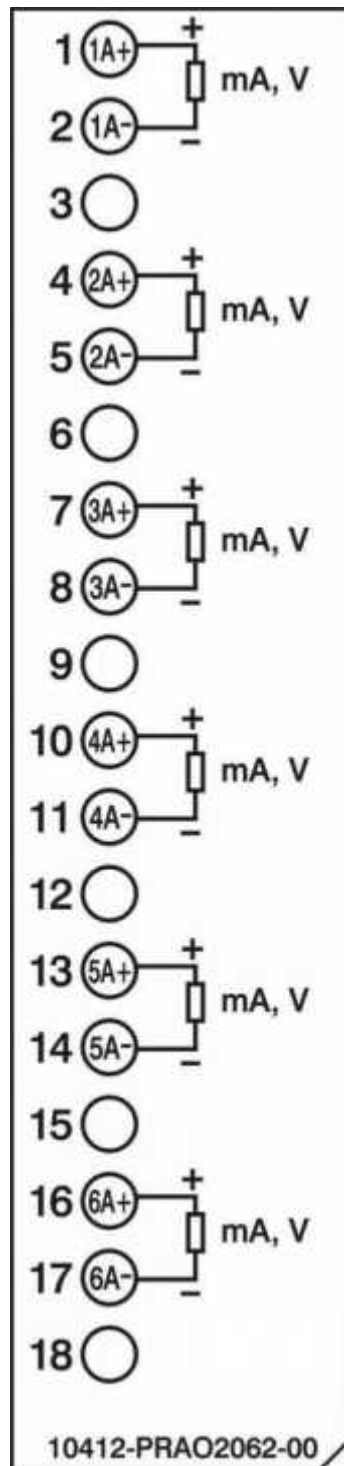 1 1A+ + mA, V
2 1A- −
3
4 2A+ + mA, V
5 2A- −
6
7 3A+ + mA, V
8 3A- −
9
10 4A+ + mA, V
11 4A- −
12
13 5A+ + mA, V
14 5A- −
15
16 6A+ + mA, V
17 6A- −
18
10412-PRAO2062-00